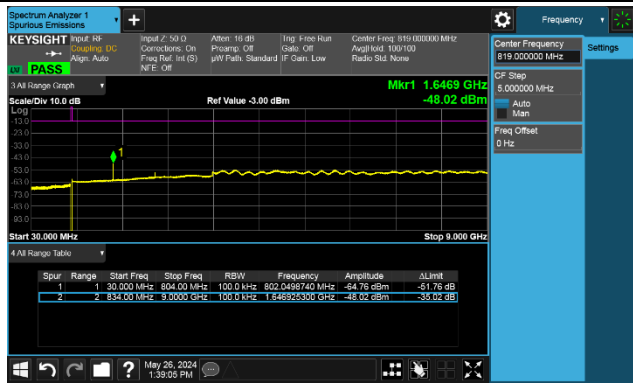 Spectrum Analyzer 1
Spurious Emissions
Frequency
KEYSIGHT Input: RF
Coupling: DC
Align: Auto
Input Z: 50 Ω
Corrections: On
Freq Ref: Int (S)
NFE: Off
Atten: 16 dB
Preamp: Off
µW Path: Standard
Trig: Free Run
Gate: Off
IF Gain: Low
Center Freq: 819.000000 MHz
Avg|Hold: 100/100
Radio Std: None
PASS
Center Frequency
819.000000 MHz
Settings
CF Step
5.000000 MHz
Auto
Man
Freq Offset
0 Hz
3 All Range Graph
Mkr1 1.6469 GHz
Scale/Div 10.0 dB
Ref Value -3.00 dBm
-48.02 dBm
Log
-13.0
-23.0
-33.0
-43.0
-53.0
-63.0
-73.0
-83.0
-93.0
1
Start 30.000 MHz
Stop 9.000 GHz
4 All Range Table
Spur Range Start Freq Stop Freq RBW Frequency Amplitude ΔLimit
1 1 30.000 MHz 804.00 MHz 100.0 kHz 802.0498740 MHz -64.76 dBm -51.76 dB
2 2 834.00 MHz 9.0000 GHz 100.0 kHz 1.646925300 GHz -48.02 dBm -35.02 dB
May 26, 2024
1:39:05 PM